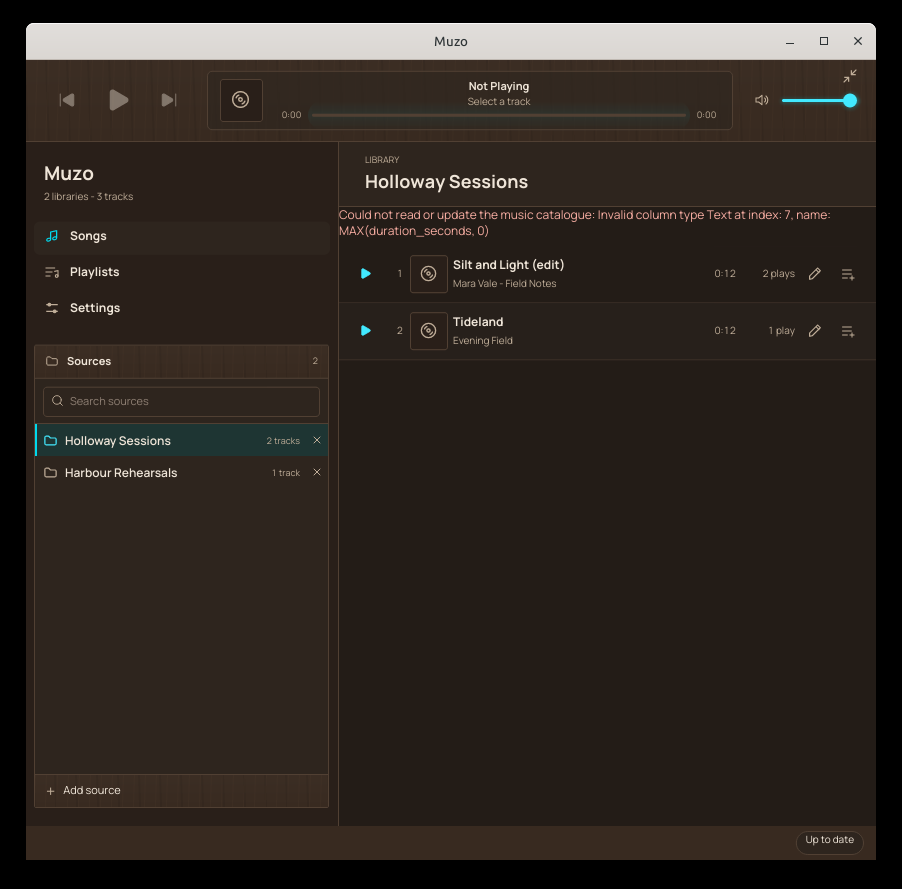 Muzo
Not Playing
Select a track
0:00
0:00
Muzo
2 libraries - 3 tracks
Songs
Playlists
Settings
Sources
2
Search sources
Holloway Sessions
2 tracks
Harbour Rehearsals
1 track
Add source
LIBRARY
Holloway Sessions
Could not read or update the music catalogue: Invalid column type Text at index: 7, name:
MAX(duration_seconds, 0)
1
Silt and Light (edit)
Mara Vale - Field Notes
0:12
2 plays
2
Tideland
Evening Field
0:12
1 play
Up to date